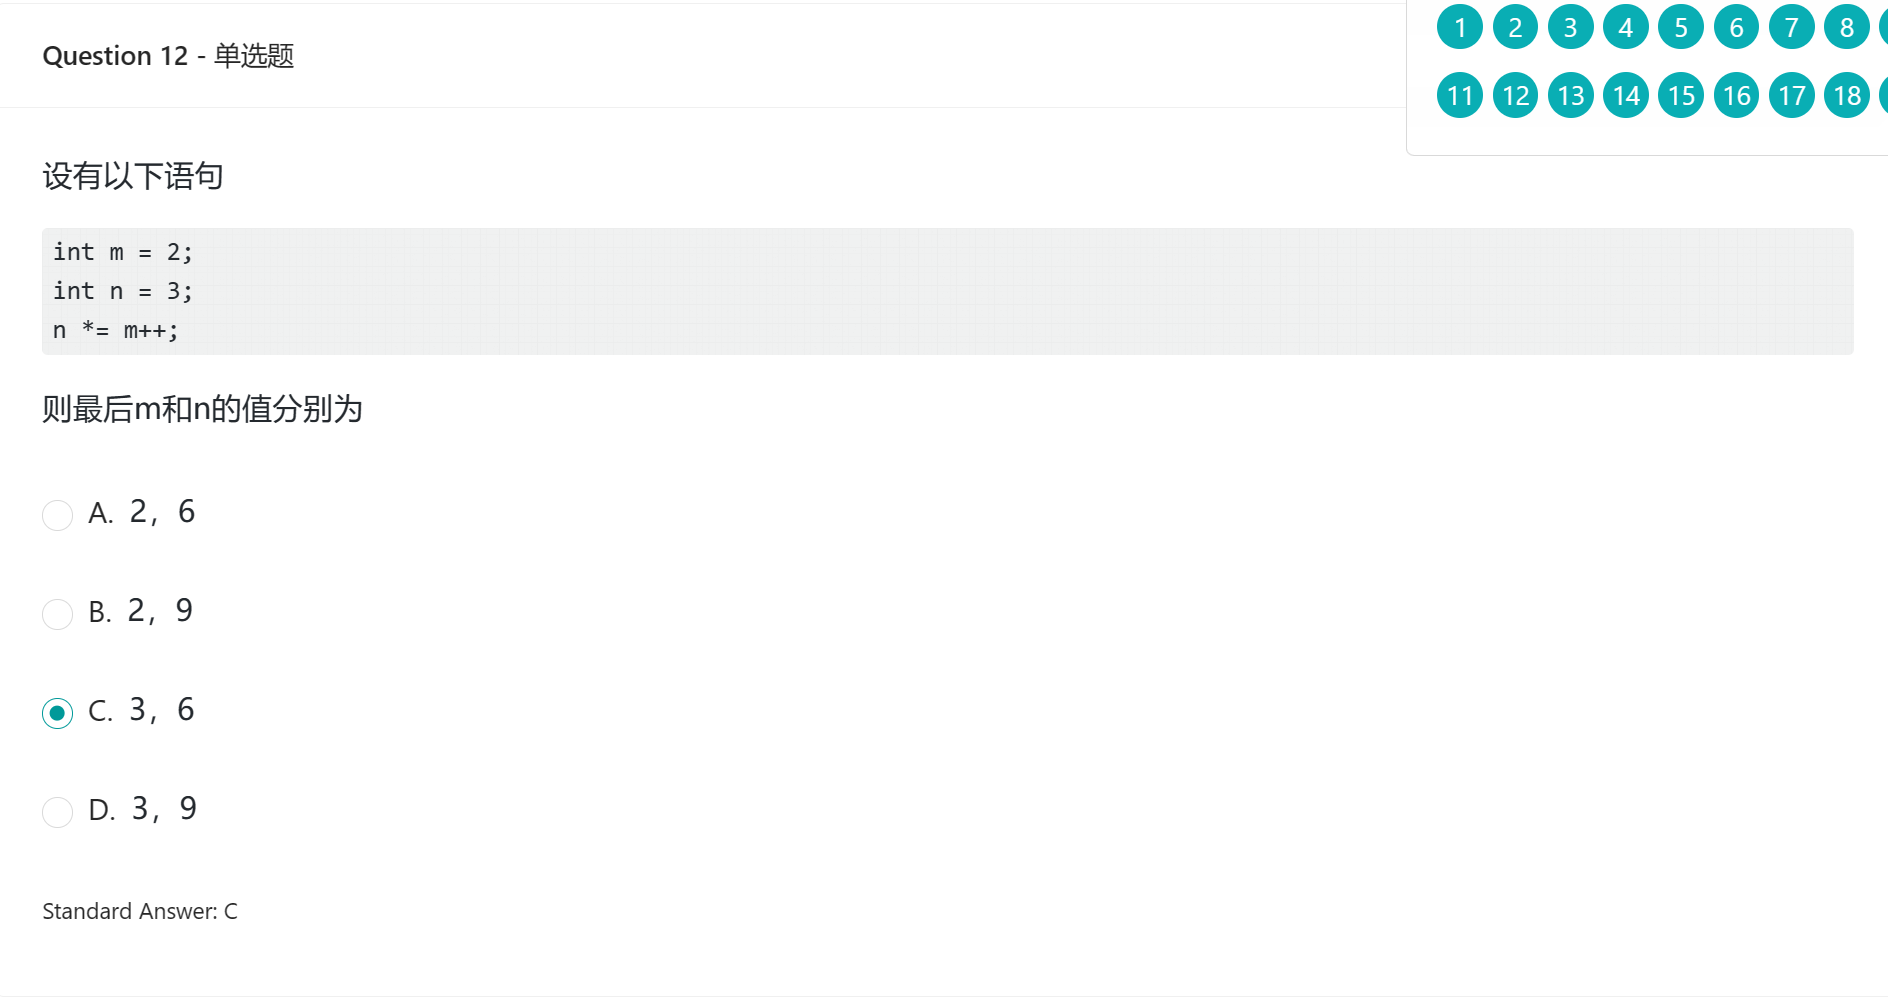 Question 12 - 单选题
1 2 3 4 5 6 7 8
11 12 13 14 15 16 17 18
设有以下语句
int m = 2;
int n = 3;
n *= m++;
则最后m和n的值分别为
A. 2，6
B. 2，9
C. 3，6
D. 3，9
Standard Answer: C